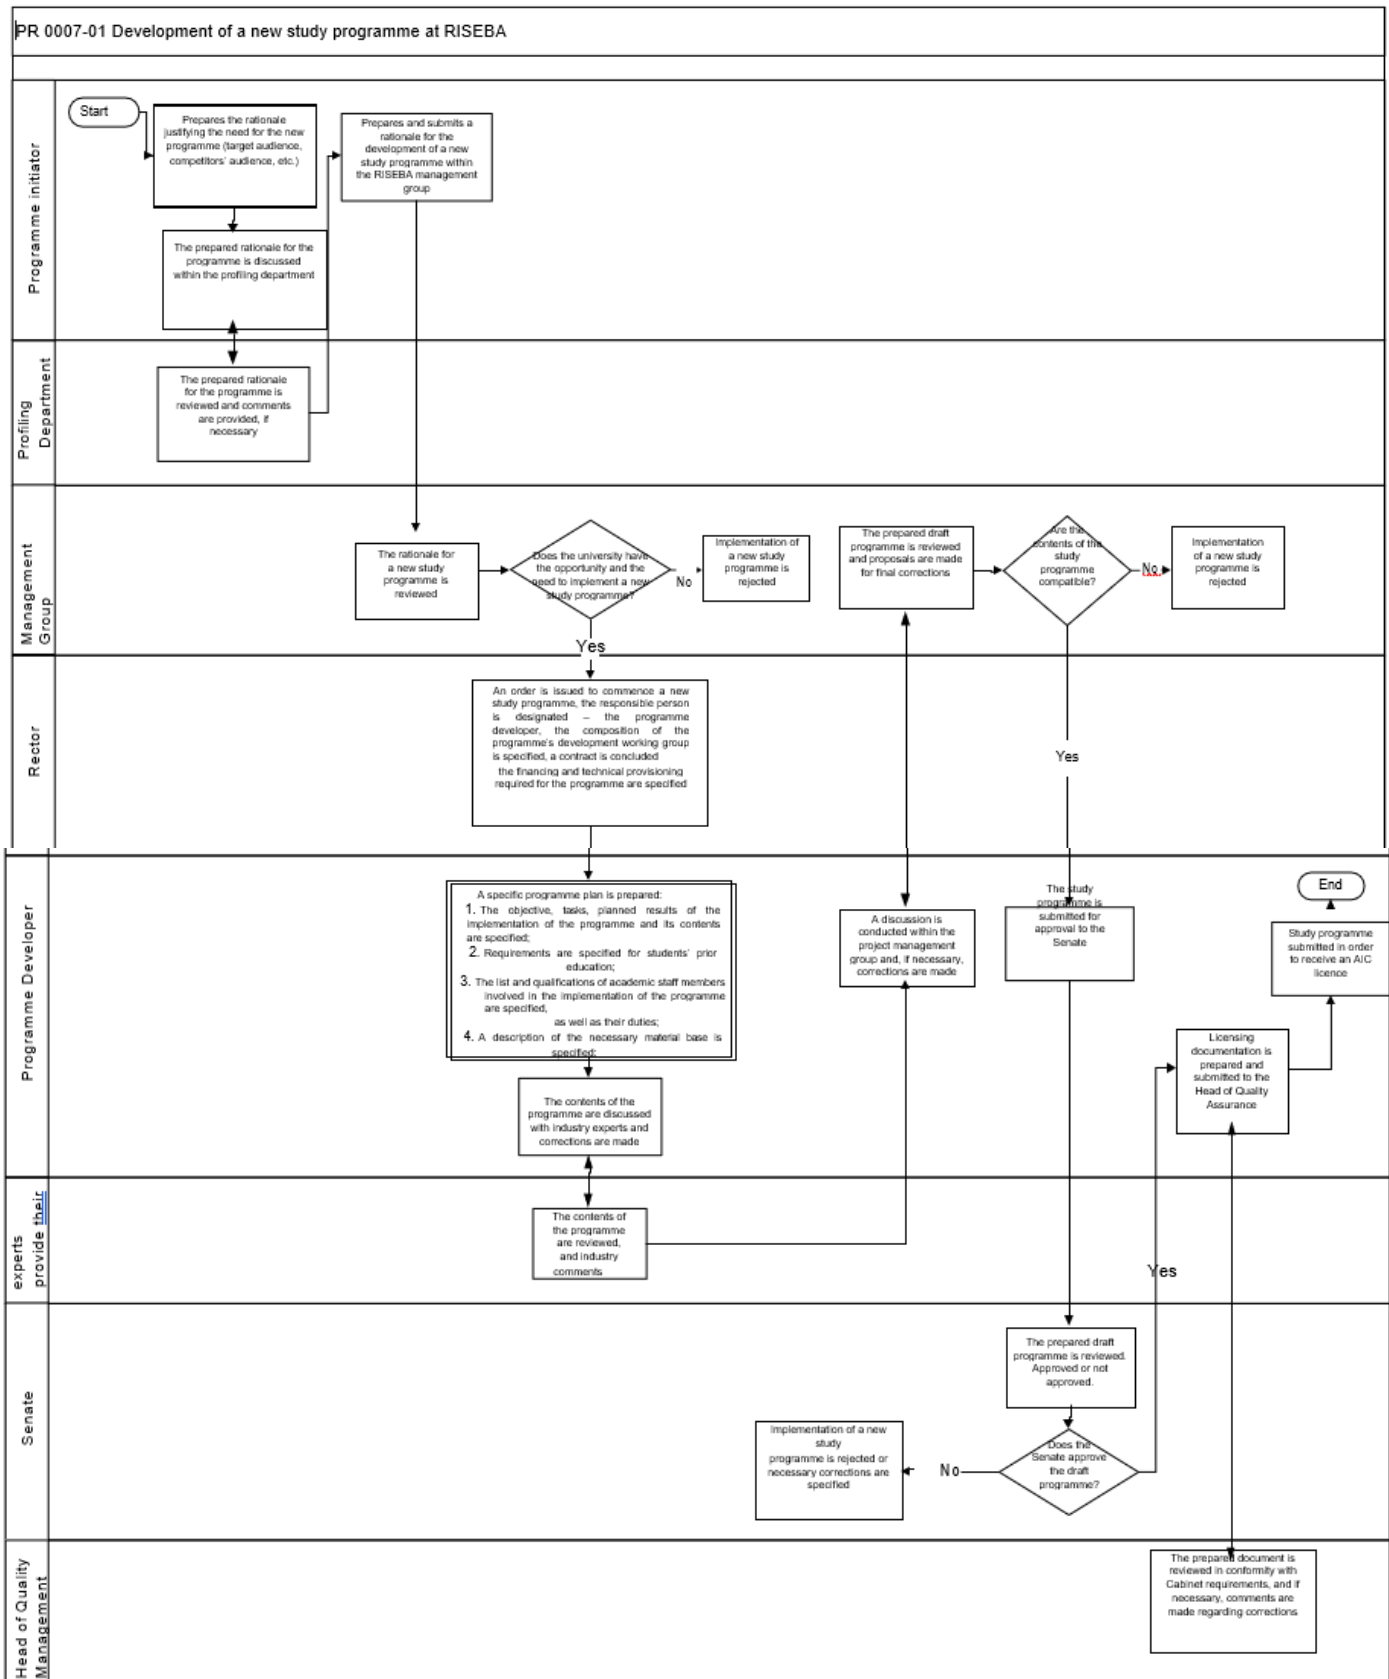 PR 0007-01 Development of a new study programme at RISEBA
Programme initiator
Start
Prepares the rationale
justifying the need for the new
programme (target audience,
competitors' audience, etc.)
Prepares and submits a
rationale for the
development of a new
study programme within
the RISEBA management
group
The prepared rationale for the
programme is discussed
within the profiling department
Profiling
Department
The prepared rationale
for the programme is
reviewed and comments
are provided, if
necessary
Management
Group
The rationale for
a new study
programme is
reviewed
Does the university have
the opportunity and the
need to implement a new
study programme?
No
Implementation of
a new study
programme is
rejected
The prepared draft
programme is reviewed
and proposals are made
for final corrections
Are the
contents of the
study
programme
compatible?
No
Implementation
of a new study
programme is
rejected
Yes
Rector
An order is issued to commence a new
study programme, the responsible person
is designated – the programme
developer, the composition of the
programme's development working group
is specified, a contract is concluded
the financing and technical provisioning
required for the programme are specified
Yes
Programme Developer
A specific programme plan is prepared:
1. The objective, tasks, planned results of the
implementation of the programme and its contents
are specified;
2. Requirements are specified for students' prior
education;
3. The list and qualifications of academic staff members
involved in the implementation of the programme
are specified,
as well as their duties;
4. A description of the necessary material base is
specified;
The contents of the
programme are discussed
with industry experts and
corrections are made
A discussion is
conducted within the
project management
group and, if necessary,
corrections are made
The study
programme is
submitted for
approval to the
Senate
End
Study programme
submitted in order
to receive an AIC
licence
Licensing
documentation is
prepared and
submitted to the
Head of Quality
Assurance
experts
provide their
The contents of
the programme
are reviewed,
and industry
comments
Yes
Senate
The prepared draft
programme is reviewed.
Approved or not
approved.
Does the
Senate approve
the draft
programme?
No
Implementation of a new
study
programme is rejected or
necessary corrections are
specified
Head of Quality
Management
The prepared document is
reviewed in conformity with
Cabinet requirements, and if
necessary, comments are
made regarding corrections